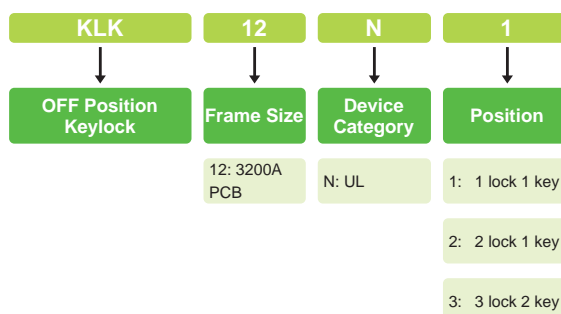 KLK 12 N 1
OFF Position
Keylock
Frame Size
Device
Category
Position
12: 3200A
PCB
N: UL
1: 1 lock 1 key
2: 2 lock 1 key
3: 3 lock 2 key